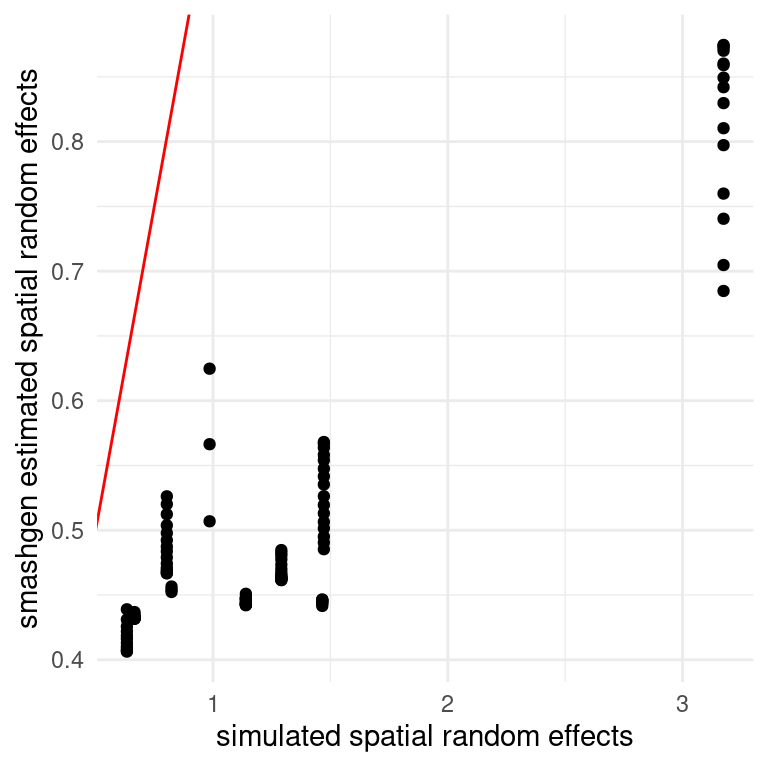 smashgen estimated spatial random effects
0.8
0.7
0.6
0.5
0.4
1 2 3
simulated spatial random effects